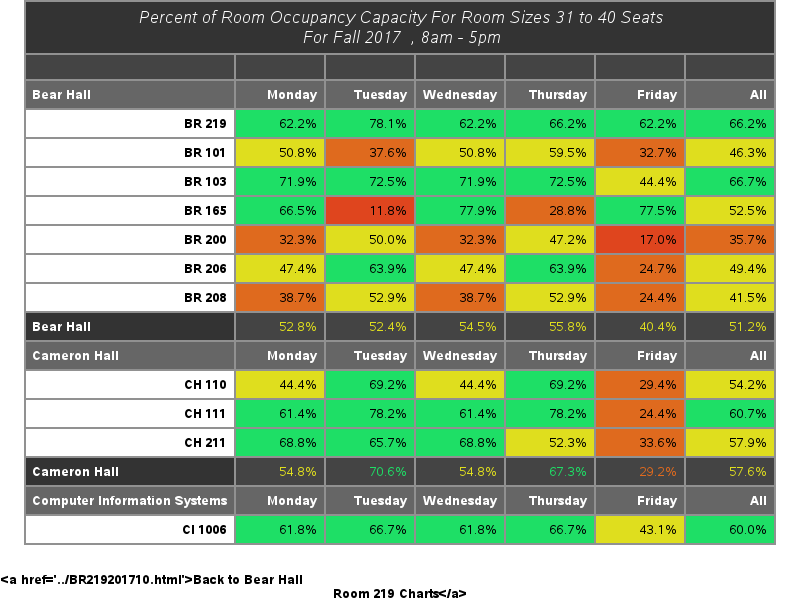 Percent of Room Occupancy Capacity For Room Sizes 31 to 40 Seats
For Fall 2017 , 8am - 5pm
Bear Hall Monday Tuesday Wednesday Thursday Friday All
BR 219 62.2% 78.1% 62.2% 66.2% 62.2% 66.2%
BR 101 50.8% 37.6% 50.8% 59.5% 32.7% 46.3%
BR 103 71.9% 72.5% 71.9% 72.5% 44.4% 66.7%
BR 165 66.5% 11.8% 77.9% 28.8% 77.5% 52.5%
BR 200 32.3% 50.0% 32.3% 47.2% 17.0% 35.7%
BR 206 47.4% 63.9% 47.4% 63.9% 24.7% 49.4%
BR 208 38.7% 52.9% 38.7% 52.9% 24.4% 41.5%
Bear Hall 52.8% 52.4% 54.5% 55.8% 40.4% 51.2%
Cameron Hall Monday Tuesday Wednesday Thursday Friday All
CH 110 44.4% 69.2% 44.4% 69.2% 29.4% 54.2%
CH 111 61.4% 78.2% 61.4% 78.2% 24.4% 60.7%
CH 211 68.8% 65.7% 68.8% 52.3% 33.6% 57.9%
Cameron Hall 54.8% 70.6% 54.8% 67.3% 29.2% 57.6%
Computer Information Systems Monday Tuesday Wednesday Thursday Friday All
CI 1006 61.8% 66.7% 61.8% 66.7% 43.1% 60.0%
<a href='../BR219201710.html'>Back to Bear Hall
Room 219 Charts</a>